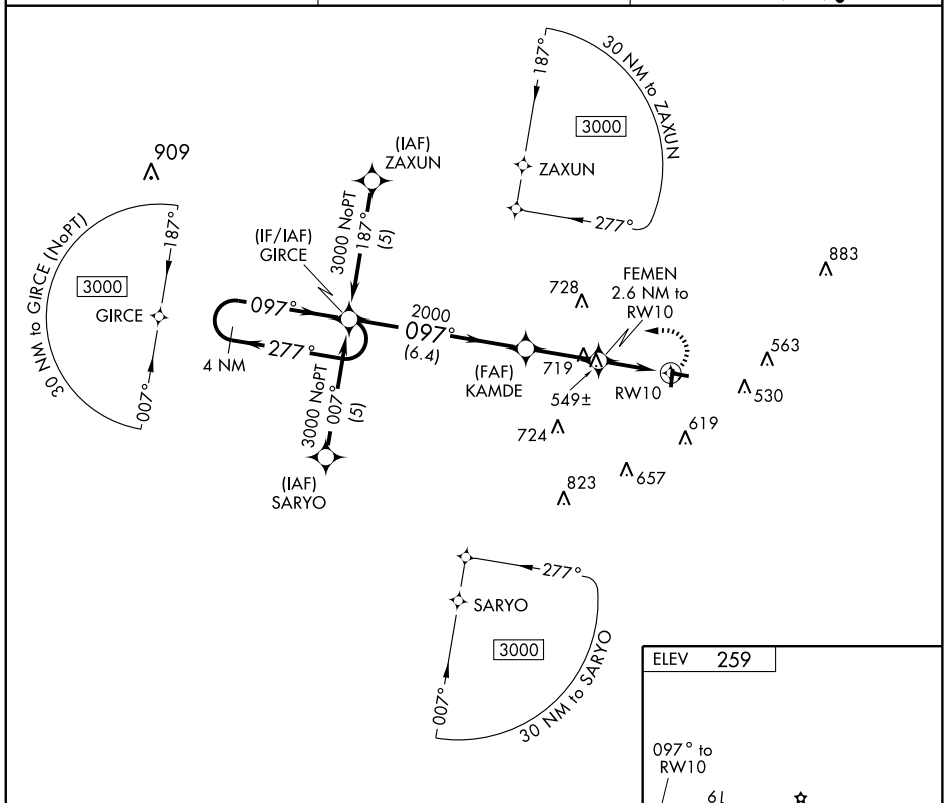 187°
30 NM to ZAXUN
3000
ZAXUN
277°
(IAF)
ZAXUN
909
3000 NoPT
187°
(5)
30 NM to GIRCE (NoPT)
187°
3000
GIRCE
007°
(IF/IAF)
GIRCE
097°
277°
4 NM
2000
097°
(6.4)
3000 NoPT
007°
(5)
(IAF)
SARYO
(FAF)
KAMDE
728
FEMEN
2.6 NM to
RW10
883
719
549±
RW10
563
530
724
619
657
823
277°
SARYO
3000
007°
30 NM to SARYO
ELEV 259
097° to
RW10
6L